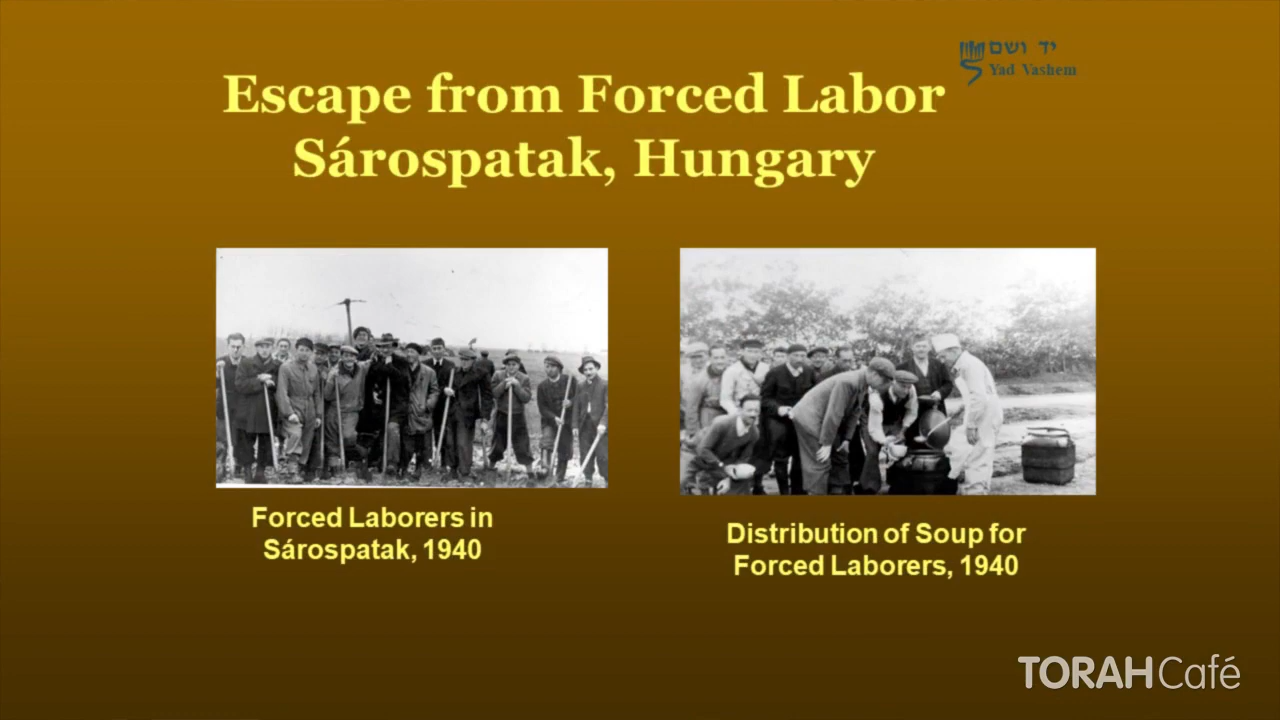 יד ושם
Yad Vashem
Escape from Forced Labor
Sárospatak, Hungary
Forced Laborers in
Sárospatak, 1940
Distribution of Soup for
Forced Laborers, 1940
TORAHCafé